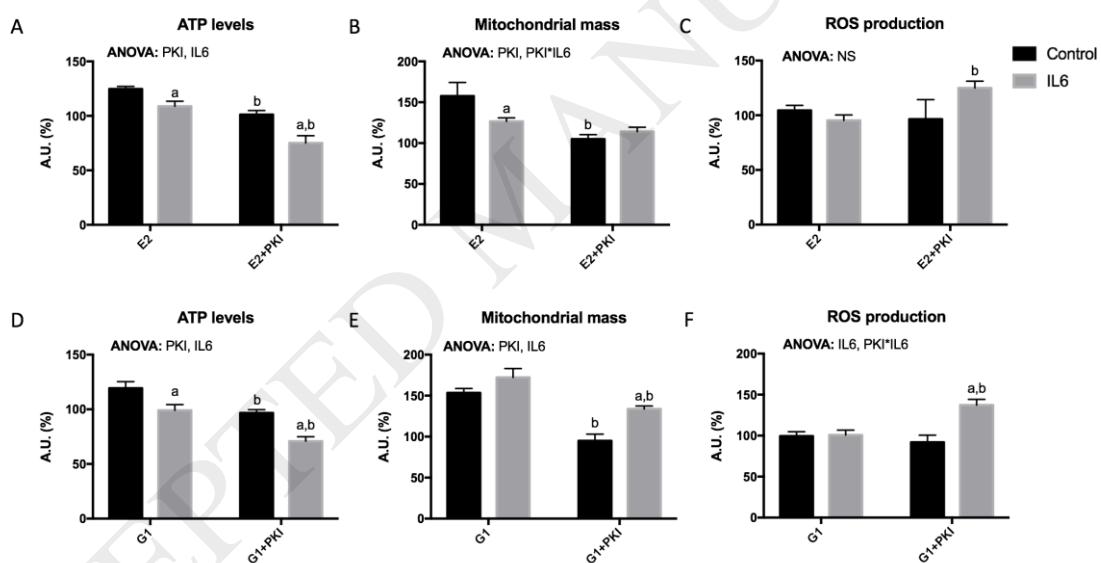 A
ATP levels
ANOVA: PKI, IL6
A.U. (%)
150
100
50
0
a
b
a,b
E2
E2+PKI
B
Mitochondrial mass
ANOVA: PKI, PKI*IL6
A.U. (%)
200
150
100
50
0
a
b
E2
E2+PKI
C
ROS production
ANOVA: NS
A.U. (%)
150
100
50
0
b
E2
E2+PKI
Control
IL6
D
ATP levels
ANOVA: PKI, IL6
A.U. (%)
150
100
50
0
a
b
a,b
G1
G1+PKI
E
Mitochondrial mass
ANOVA: PKI, IL6
A.U. (%)
200
150
100
50
0
b
a,b
G1
G1+PKI
F
ROS production
ANOVA: IL6, PKI*IL6
A.U. (%)
200
150
100
50
0
a,b
G1
G1+PKI
EPTED MANU